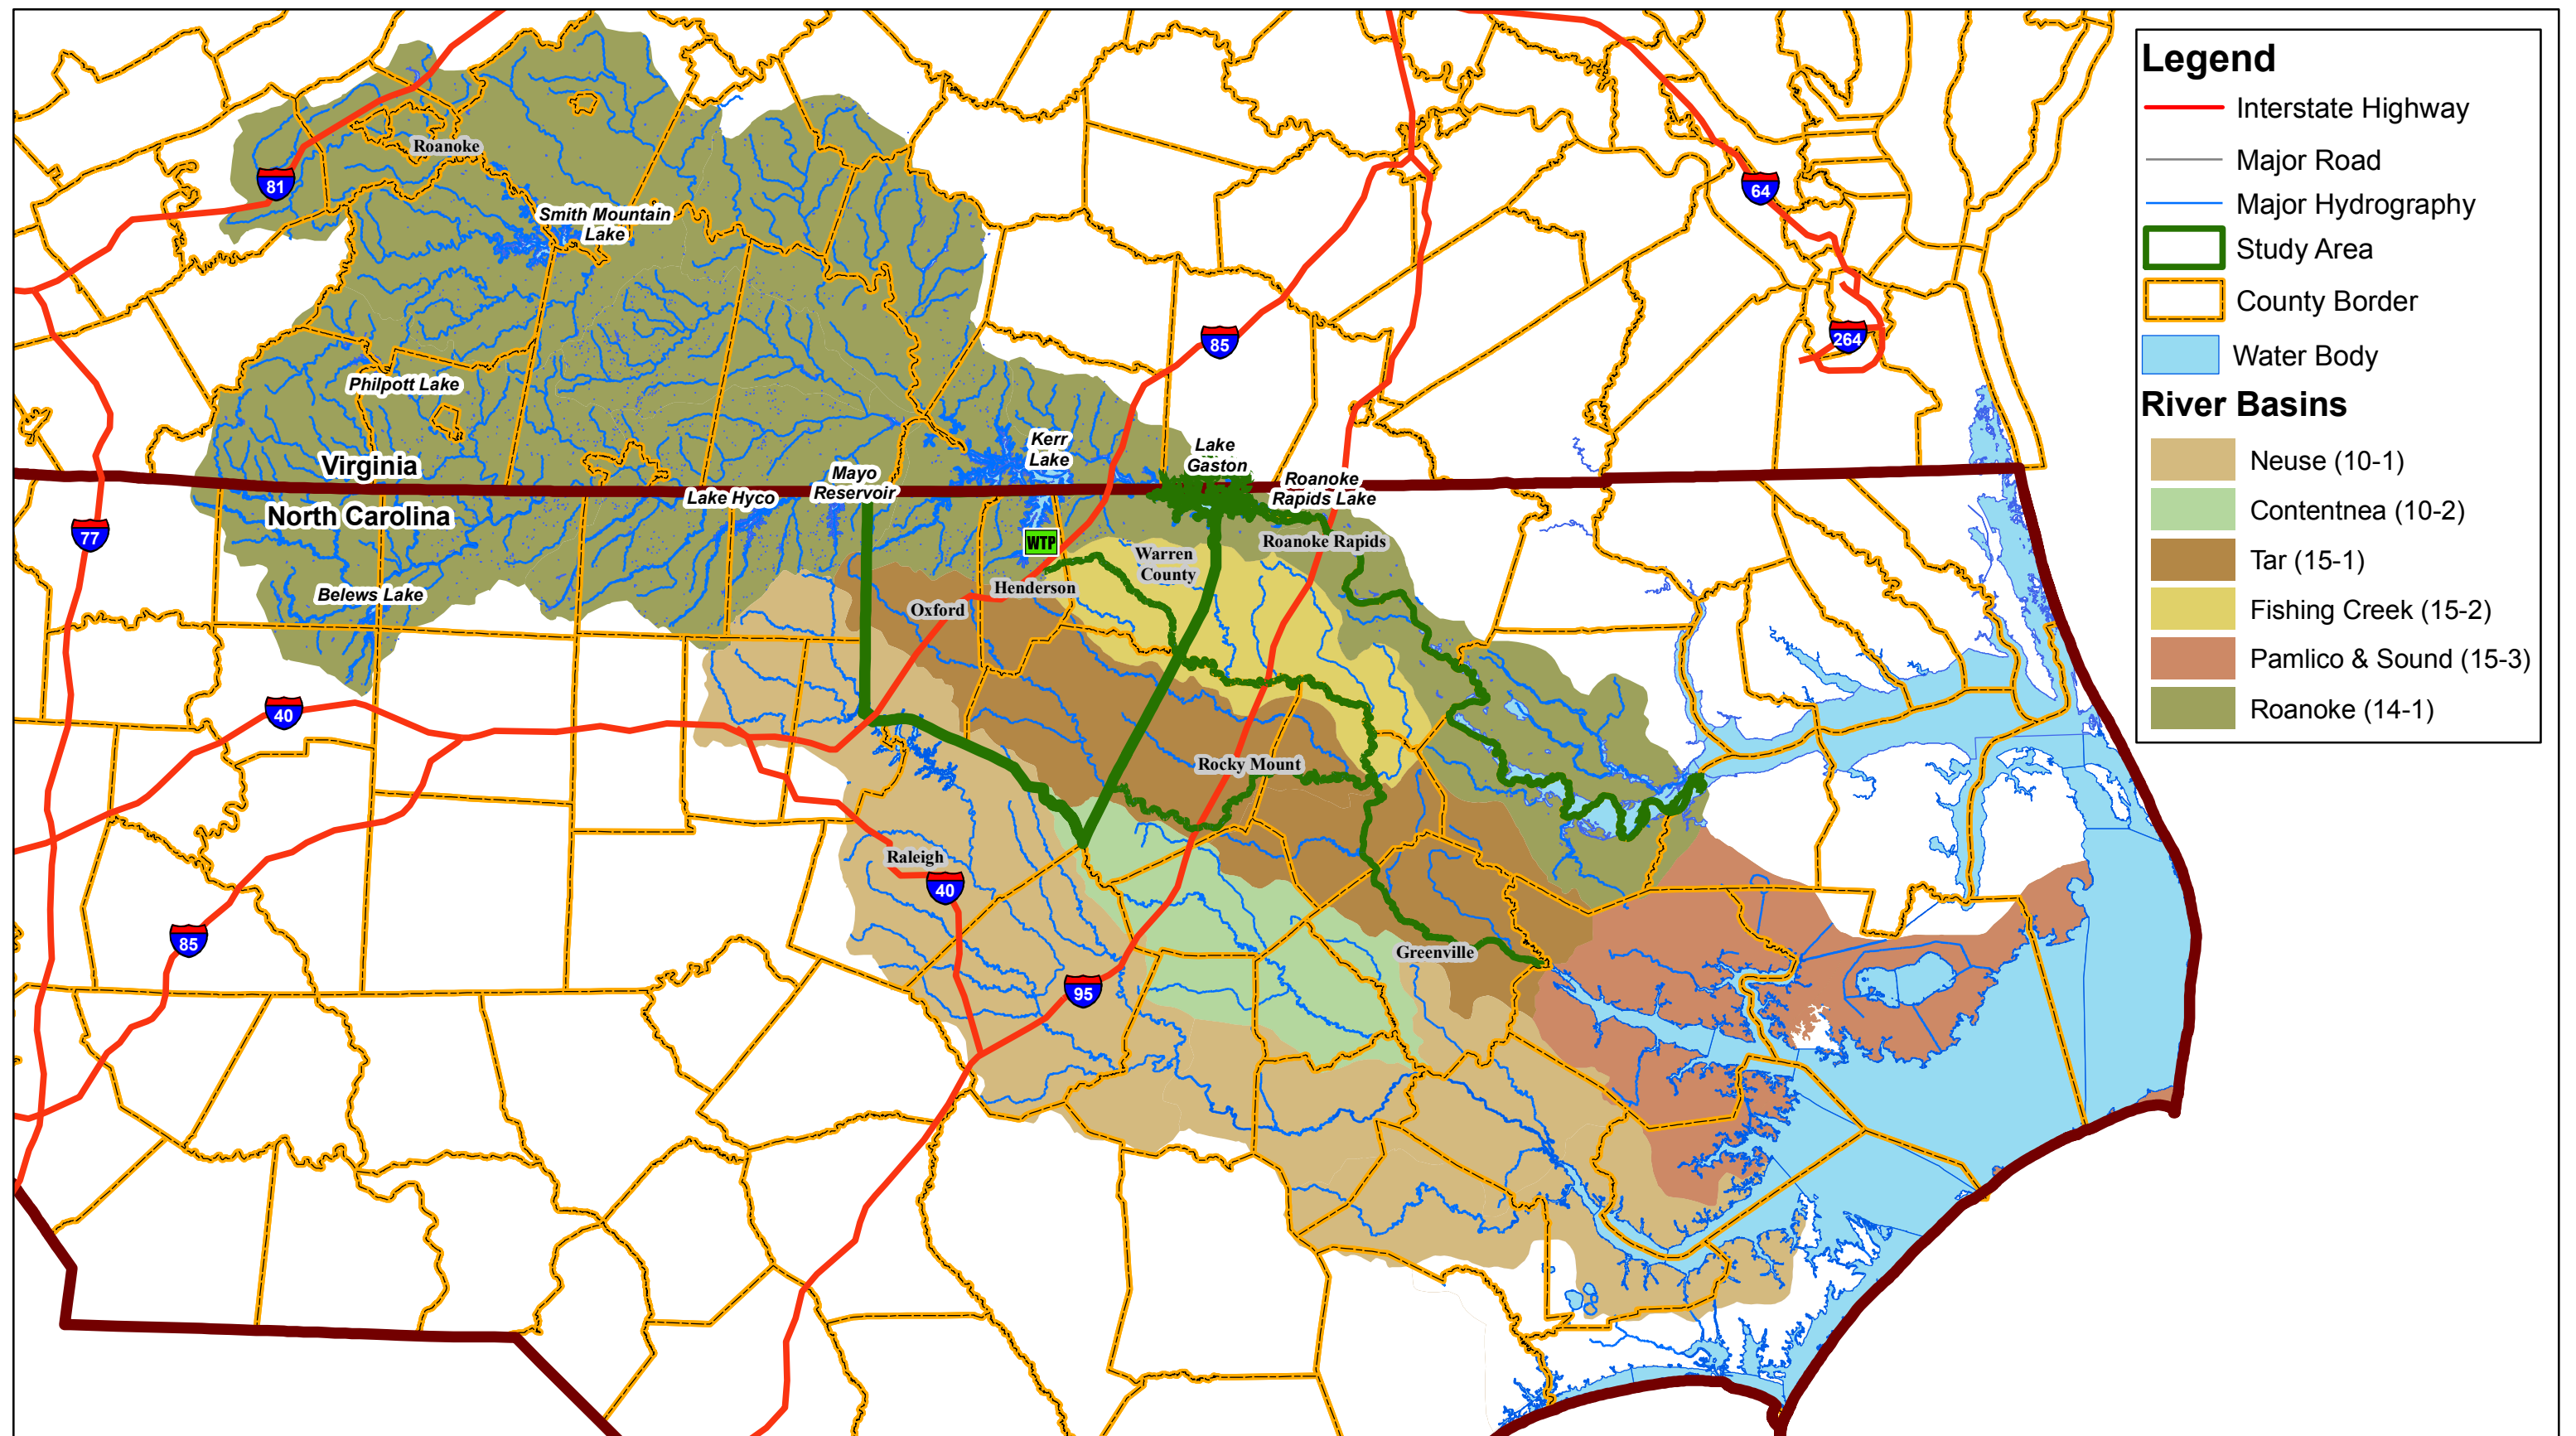 Legend
Interstate Highway
Major Road
Major Hydrography
Study Area
County Border
Water Body
River Basins
Neuse (10-1)
Contentnea (10-2)
Tar (15-1)
Fishing Creek (15-2)
Pamlico & Sound (15-3)
Roanoke (14-1)
Roanoke
81
64
Smith Mountain
Lake
85
264
Philpott Lake
Kerr
Lake
Lake
Gaston
Virginia
Mayo
Reservoir
Lake Hyco
Roanoke
Rapids Lake
North Carolina
77
WTP
Roanoke Rapids
Warren
County
Henderson
Belews Lake
Oxford
40
Rocky Mount
Raleigh
40
85
Greenville
95